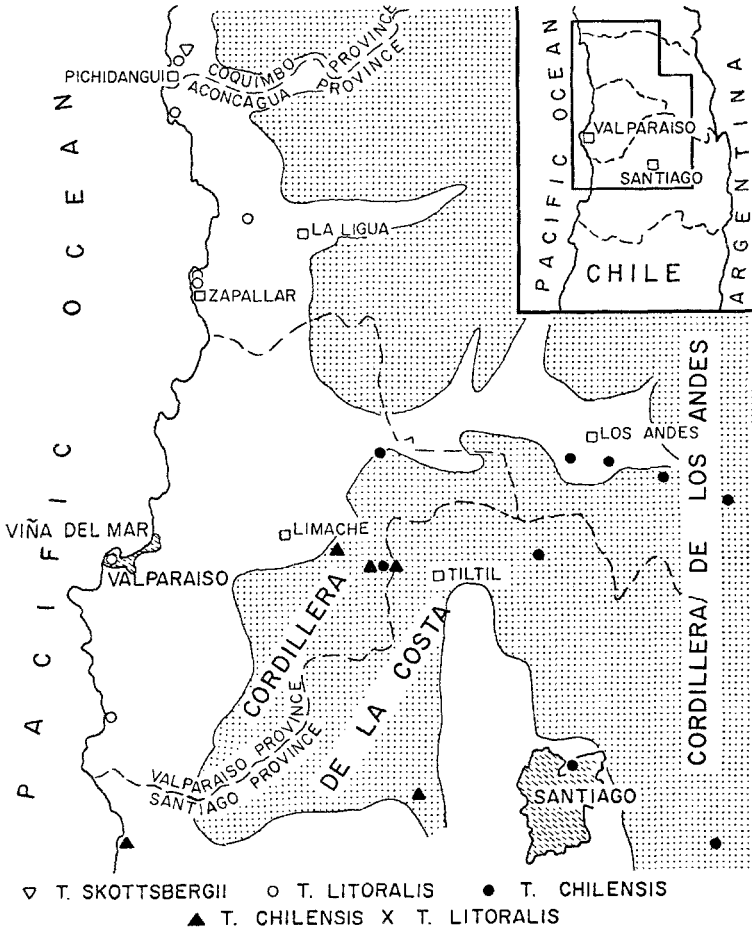 PICHIDANGUI
COQUIMBO PROVINCE
ACONCAGUA PROVINCE
PACIFIC OCEAN
LA LIGUA
ZAPALLAR
PACIFIC OCEAN
VALPARAISO
SANTIAGO
CHILE
ARGENTINA
LOS ANDES
CORDILLERA DE LOS ANDES
VIÑA DEL MAR
VALPARAISO
LIMACHE
TILTIL
CORDILLERA
DE LA COSTA
VALPARAISO PROVINCE
SANTIAGO PROVINCE
SANTIAGO
T. SKOTTSBERGII T. LITORALIS T. CHILENSIS
T. CHILENSIS X T. LITORALIS